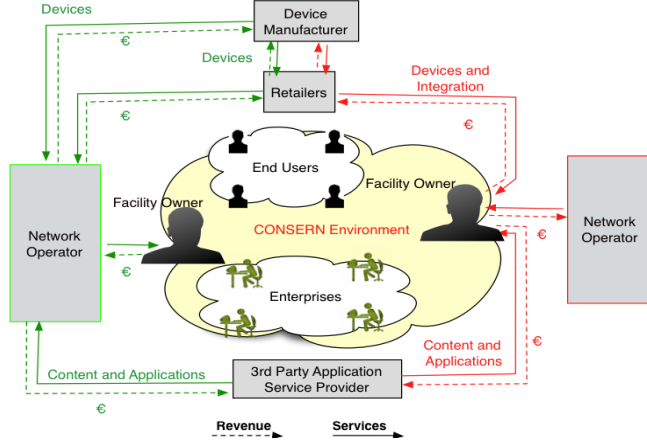 Devices
Device
Manufacturer
€
Devices
Retailers
Devices and
Integration
€
€
End Users
Facility Owner
Facility Owner
CONSERN Environment
Network
Operator
Network
Operator
€
€
Enterprises
Content and
Applications
€
Content and Applications
3rd Party Application
Service Provider
€
Revenue
Services